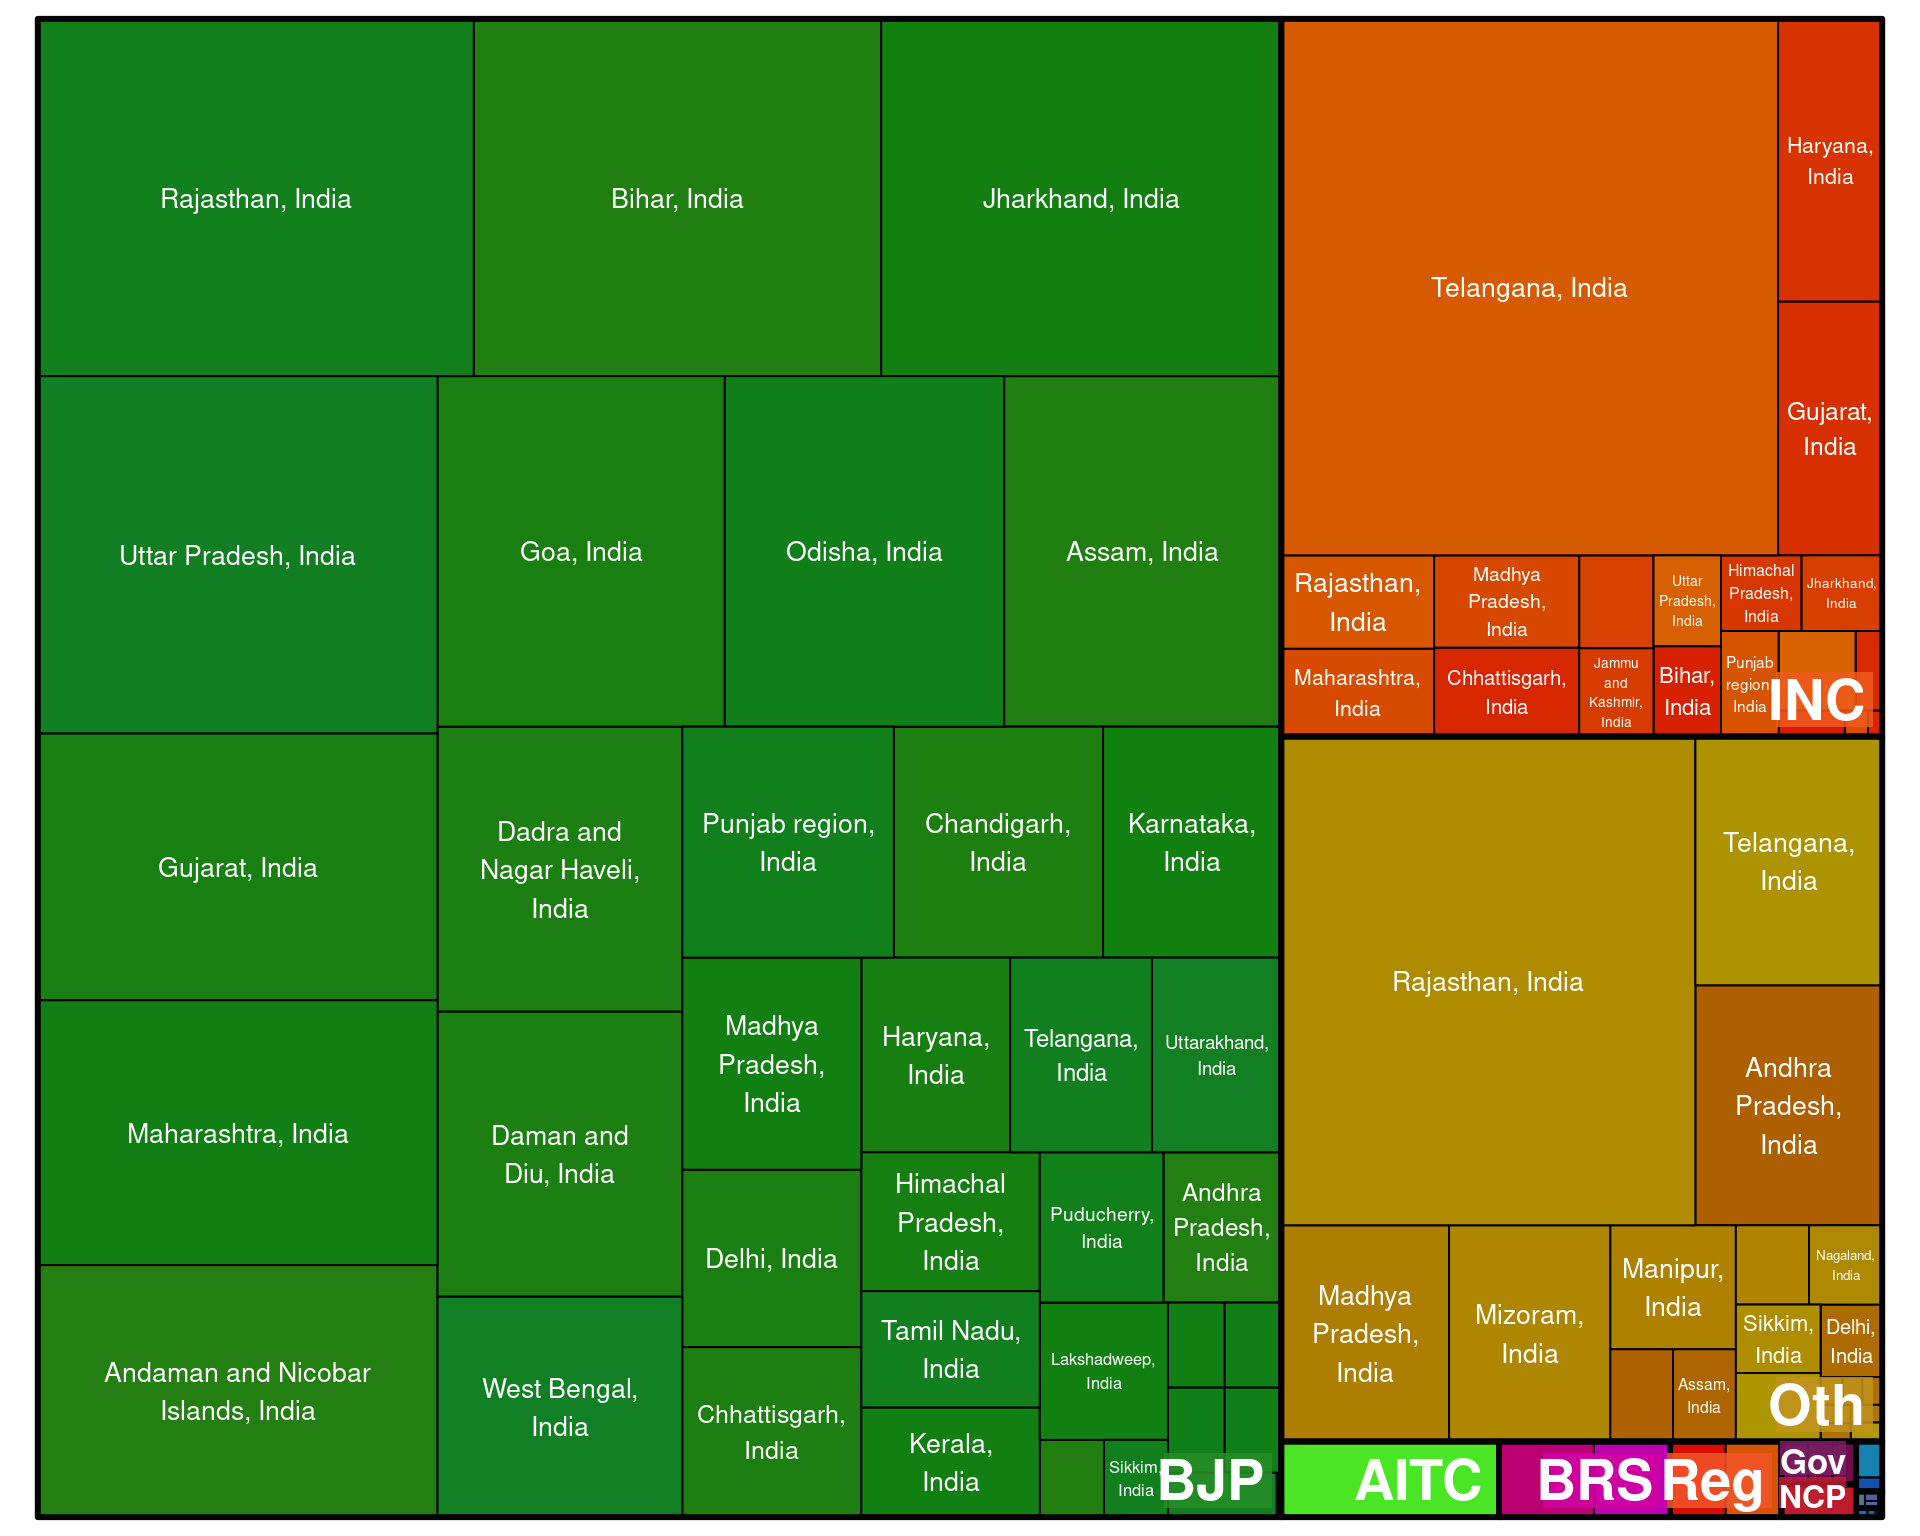 Rajasthan, India
Bihar, India
Jharkhand, India
Uttar Pradesh, India
Goa, India
Odisha, India
Assam, India
Gujarat, India
Dadra and
Nagar Haveli,
India
Punjab region,
India
Chandigarh,
India
Karnataka,
India
Maharashtra, India
Daman and
Diu, India
Madhya
Pradesh,
India
Haryana,
India
Telangana,
India
Uttarakhand,
India
Andaman and Nicobar
Islands, India
West Bengal,
India
Delhi, India
Chhattisgarh,
India
Himachal
Pradesh,
India
Tamil Nadu,
India
Kerala,
India
Puducherry,
India
Andhra
Pradesh,
India
Lakshadweep,
India
Sikkim,
India
BJP
Telangana, India
Haryana,
India
Gujarat,
India
Rajasthan,
India
Maharashtra,
India
Madhya
Pradesh,
India
Chhattisgarh,
India
Jammu
and
Kashmir,
India
Uttar
Pradesh,
India
Bihar,
India
Himachal
Pradesh,
India
Jharkhand,
India
Punjab
region,
India
INC
Rajasthan, India
Telangana,
India
Andhra
Pradesh,
India
Madhya
Pradesh,
India
Mizoram,
India
Manipur,
India
Assam,
India
Nagaland,
India
Sikkim,
India
Delhi,
India
Oth
AITC
BRS
Reg
Gov
NCP